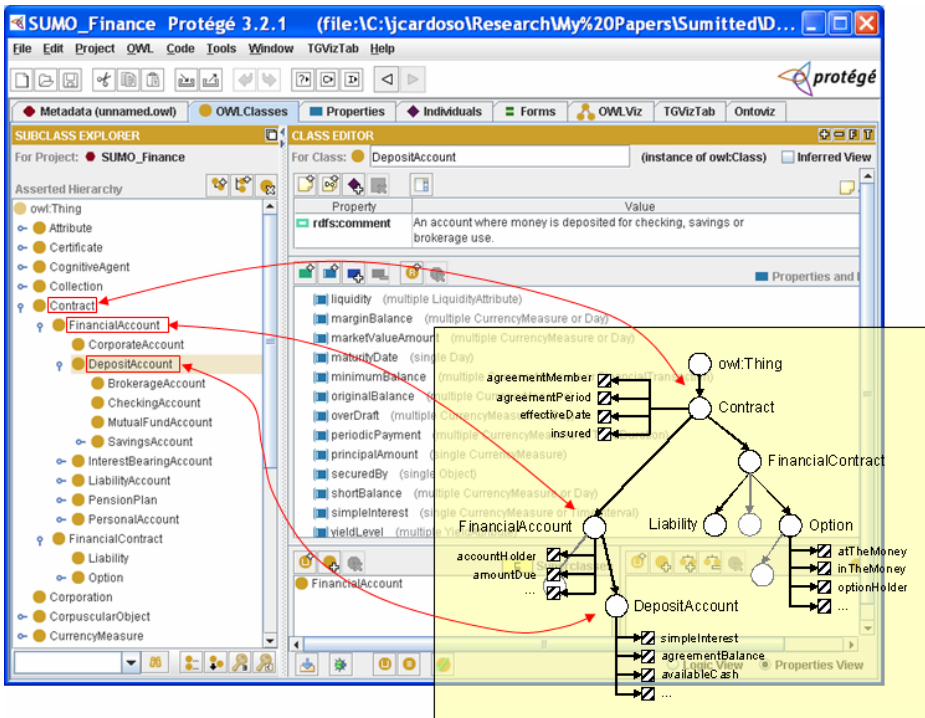 SUMO_Finance Protégé 3.2.1 (file:\C:\jcardoso\Research\My%20Papers\Sumitted\D...
File Edit Project OWL Code Tools Window TGVizTab Help
protégé
Metadata (unnamed.owl) OWLClasses Properties Individuals Forms OWLViz TGVizTab Ontoviz
SUBCLASS EXPLORER
For Project: SUMO_Finance
Asserted Hierarchy
owl:Thing
Attribute
Certificate
CognitiveAgent
Collection
Contract
FinancialAccount
CorporateAccount
DepositAccount
BrokerageAccount
CheckingAccount
MutualFundAccount
SavingsAccount
InterestBearingAccount
LiabilityAccount
PensionPlan
PersonalAccount
FinancialContract
Liability
Option
Corporation
CorpuscularObject
CurrencyMeasure
CLASS EDITOR
For Class: DepositAccount (instance of owl:Class) Inferred View
Property Value
rdfs:comment An account where money is deposited for checking, savings or
brokerage use.
Properties and
liquidity (multiple LiquidityAttribute)
marginBalance (multiple CurrencyMeasure or Day)
marketValueAmount (multiple CurrencyMeasure or Day)
maturityDate (single Day)
minimumBalance
originalBalance
overDraft
periodicPayment
principalAmount (single CurrencyMeasure)
securedBy (single Object)
shortBalance (multiple CurrencyMeasure or Day)
simpleInterest (single CurrencyMeasure or TimeInterval)
yieldLevel
FinancialAccount
Logic View Properties View
owl:Thing
agreementMember
agreementPeriod
effectiveDate
insured
Contract
FinancialContract
FinancialAccount
Liability
Option
accountHolder
amountDue
...
atTheMoney
inTheMoney
optionHolder
...
DepositAccount
simpleInterest
agreementBalance
availableCash
...